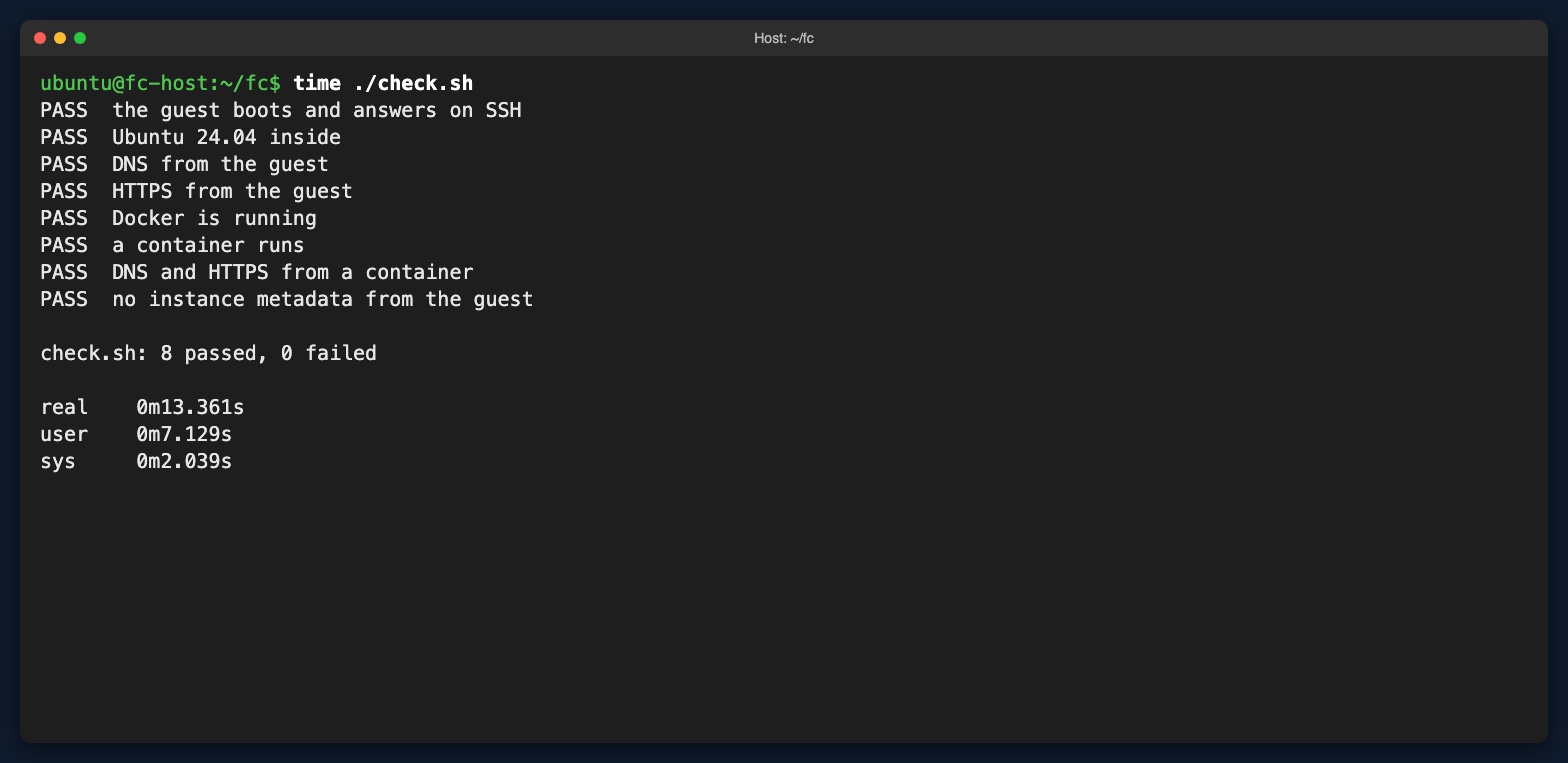 Host: ~/fc
ubuntu@fc-host:~/fc$ time ./check.sh
PASS  the guest boots and answers on SSH
PASS  Ubuntu 24.04 inside
PASS  DNS from the guest
PASS  HTTPS from the guest
PASS  Docker is running
PASS  a container runs
PASS  DNS and HTTPS from a container
PASS  no instance metadata from the guest
check.sh: 8 passed, 0 failed
real    0m13.361s
user    0m7.129s
sys     0m2.039s